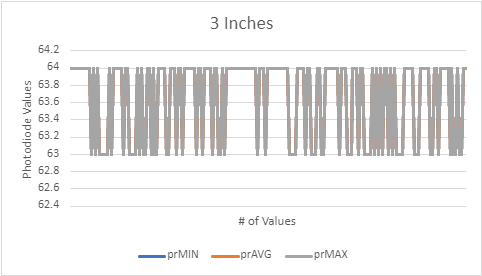 3 Inches
64.2
64
63.8
63.6
63.4
63.2
63
62.8
62.6
62.4
Photodiode Values
# of Values
prMIN prAVG prMAX